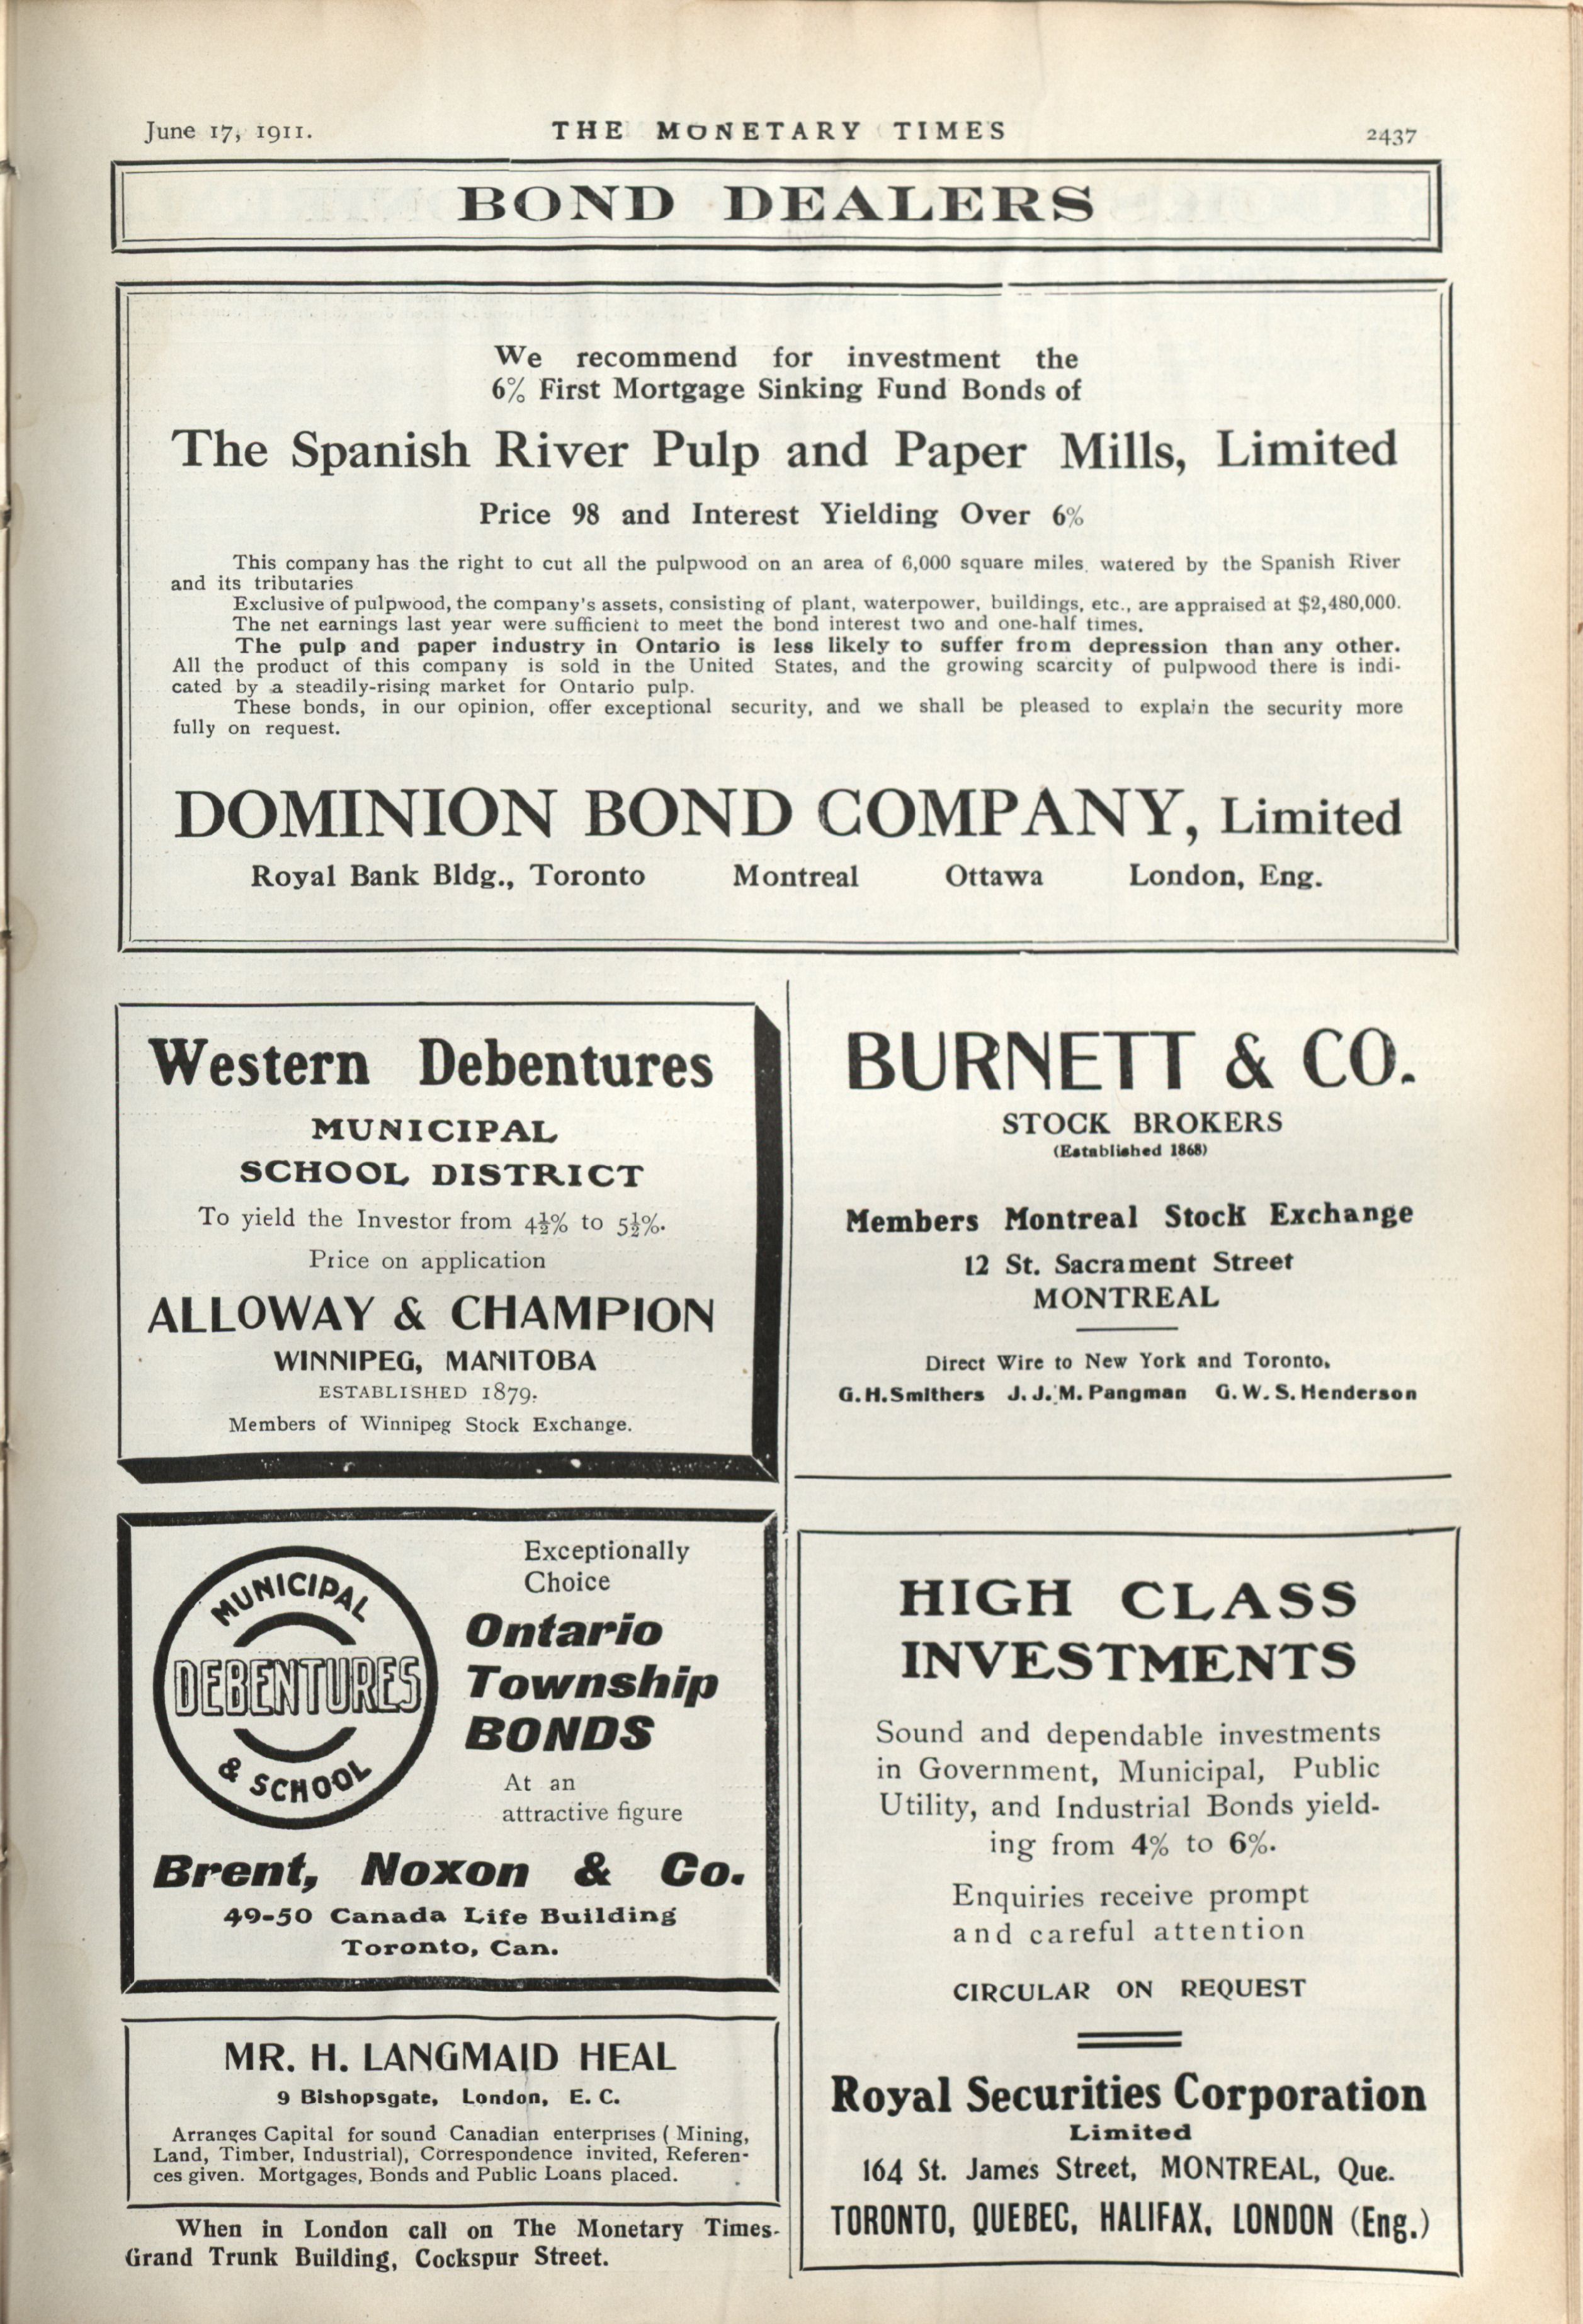 June 17, 1911.
THE MONETARY TIMES
2437
BOND DEALERS
We recommend for investment the
6% First Mortgage Sinking Fund Bonds of
The Spanish River Pulp and Paper Mills, Limited
Price 98 and Interest Yielding Over 6%
This company has the right to cut all the pulpwood on an area of 6,000 square miles, watered by the Spanish River
and its tributaries
Exclusive of pulpwood, the company's assets, consisting of plant, waterpower, buildings, etc., are appraised at $2,480,000.
The net earnings last year were sufficient to meet the bond interest two and one-half times.
The pulp and paper industry in Ontario is less likely to suffer from depression than any other.
All the product of this company is sold in the United States, and the growing scarcity of pulpwood there is indi-
cated by a steadily-rising market for Ontario pulp.
These bonds, in our opinion, offer exceptional security, and we shall be pleased to explain the security more
fully on request.
DOMINION BOND COMPANY, Limited
Royal Bank Bldg., Toronto Montreal Ottawa London, Eng.
Western Debentures
MUNICIPAL
SCHOOL DISTRICT
To yield the Investor from 4½% to 5½%.
Price on application
ALLOWAY & CHAMPION
WINNIPEG, MANITOBA
ESTABLISHED 1879.
Members of Winnipeg Stock Exchange.
BURNETT & CO.
STOCK BROKERS
(Established 1868)
Members Montreal Stock Exchange
12 St. Sacrament Street
MONTREAL
Direct Wire to New York and Toronto.
G. H. Smithers J. J. M. Pangman G. W. S. Henderson
MUNICIPAL
DEBENTURES
& SCHOOL
Exceptionally
Choice
Ontario
Township
BONDS
At an
attractive figure
Brent, Noxon & Co.
49-50 Canada Life Building
Toronto, Can.
MR. H. LANGMAID HEAL
9 Bishopsgate, London, E. C.
Arranges Capital for sound Canadian enterprises ( Mining,
Land, Timber, Industrial), Correspondence invited, Referen-
ces given. Mortgages, Bonds and Public Loans placed.
When in London call on The Monetary Times-
Grand Trunk Building, Cockspur Street.
HIGH CLASS
INVESTMENTS
Sound and dependable investments
in Government, Municipal, Public
Utility, and Industrial Bonds yield-
ing from 4% to 6%.
Enquiries receive prompt
and careful attention
CIRCULAR ON REQUEST
Royal Securities Corporation
Limited
164 St. James Street, MONTREAL, Que.
TORONTO, QUEBEC, HALIFAX, LONDON (Eng.)